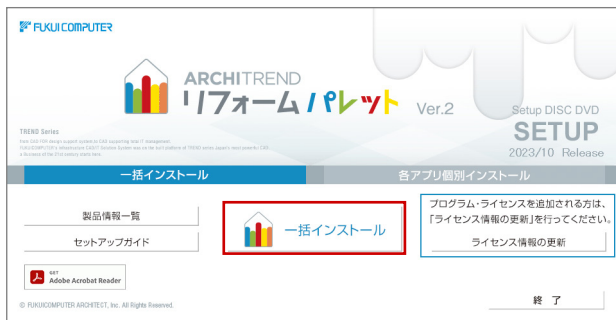 FUKUI COMPUTER
ARCHITREND
リフォームパレット Ver.2
Setup DISC DVD
SETUP
2023/10 Release
TREND Series
一括インストール
各アプリ個別インストール
製品情報一覧
セットアップガイド
一括インストール
プログラム・ライセンスを追加される方は、
「ライセンス情報の更新」を行ってください。
ライセンス情報の更新
GET
Adobe Acrobat Reader
© FUKUICOMPUTER ARCHITECT, Inc. All Rights Reserved.
終 了